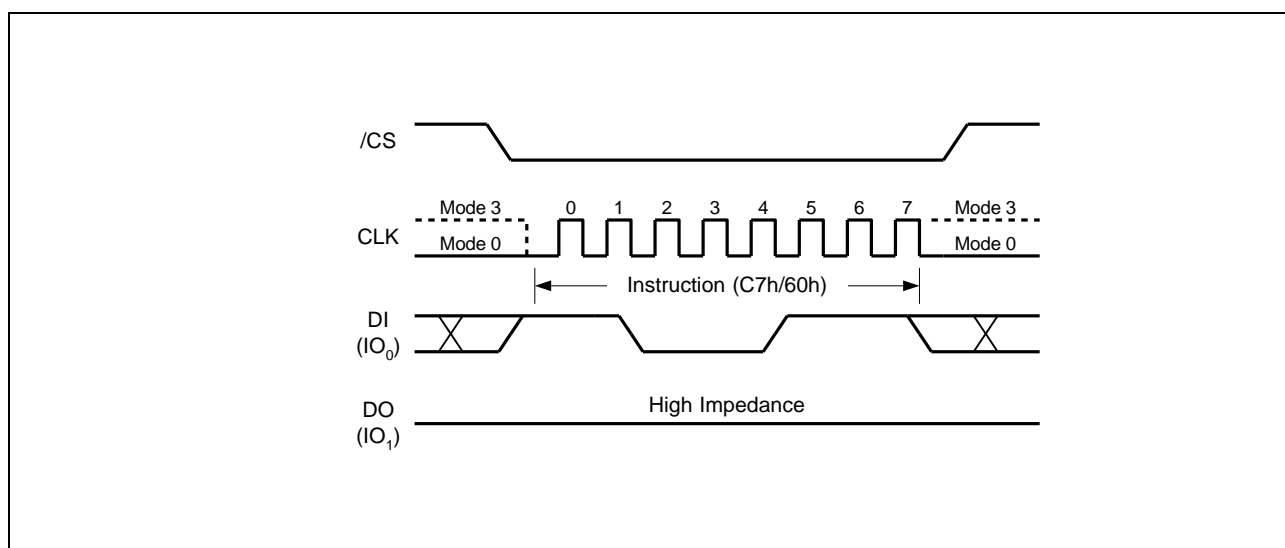 /CS
Mode 3 0 1 2 3 4 5 6 7 Mode 3
CLK
Mode 0 Mode 0
Instruction (C7h/60h)
DI
(IO₀)
High Impedance
DO
(IO₁)